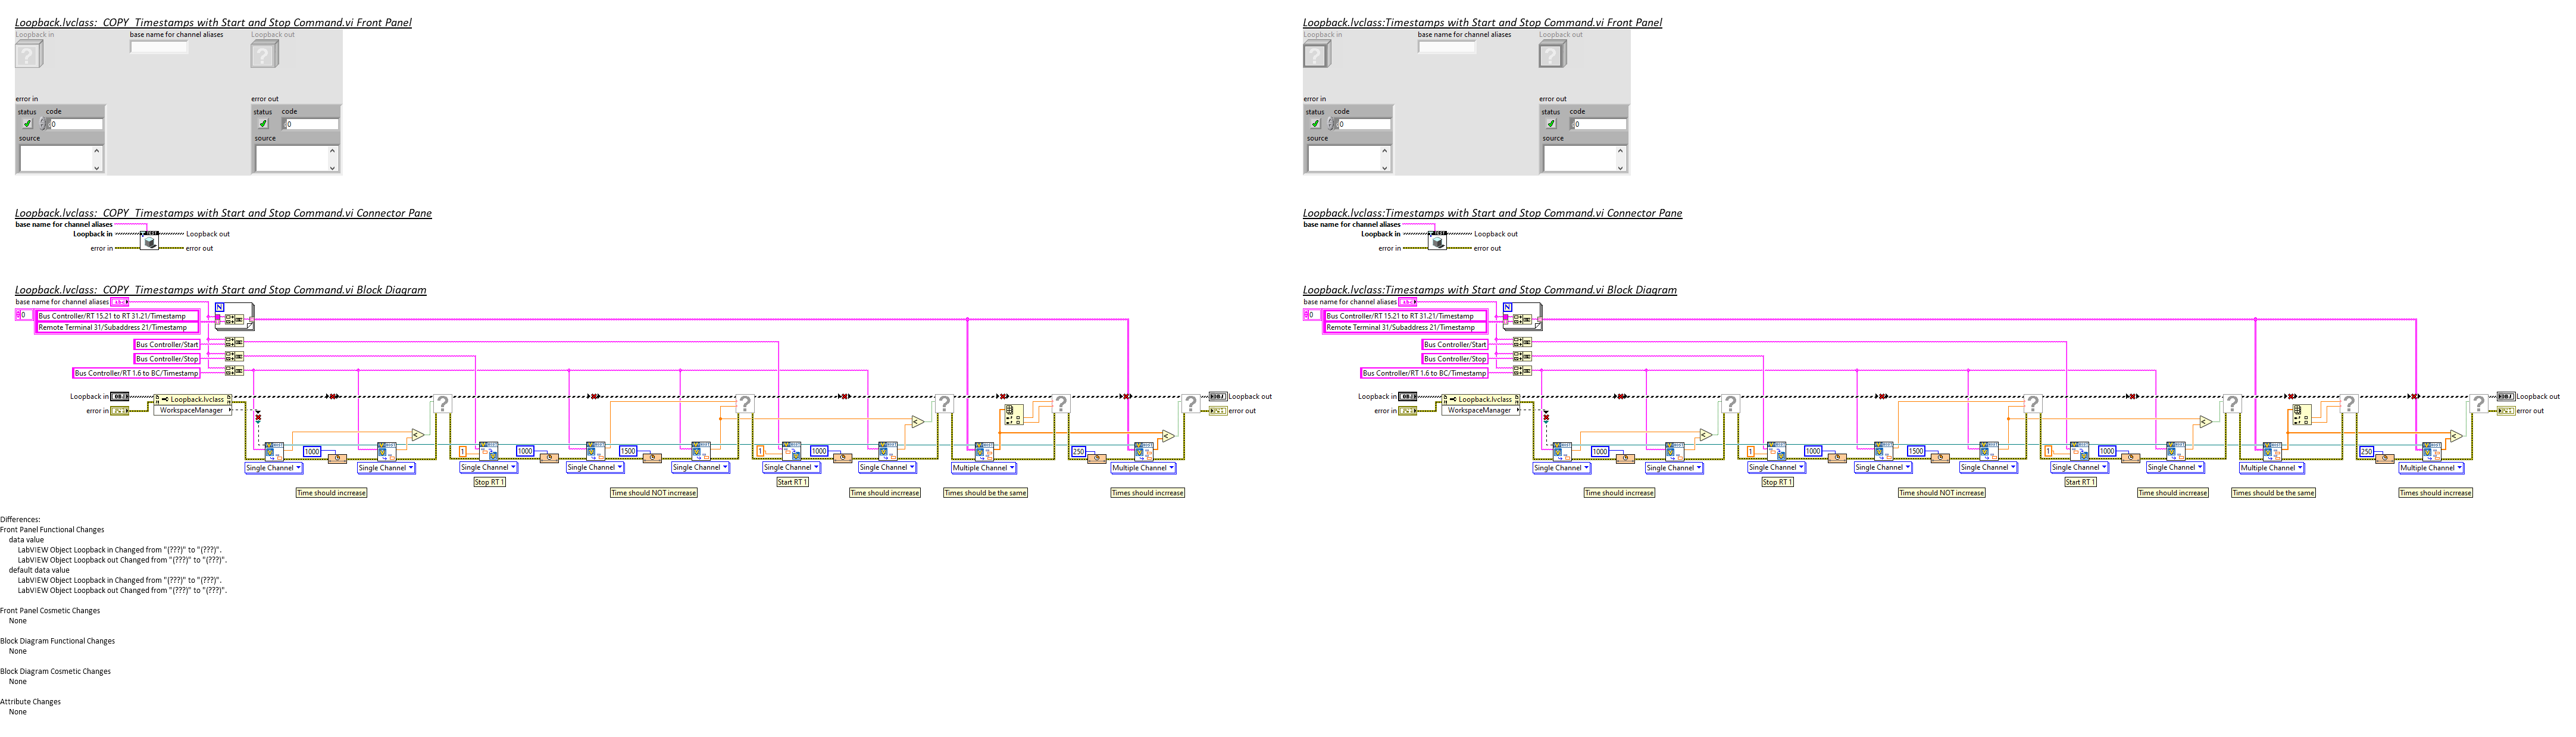 Loopback.lvclass:_COPY_Timestamps with Start and Stop Command.vi Front Panel
Loopback in
base name for channel aliases
Loopback out
error in
error out
status code
status code
0
0
source
source
Loopback.lvclass:_COPY_Timestamps with Start and Stop Command.vi Connector Pane
base name for channel aliases
Loopback in
Loopback out
error in
error out
Loopback.lvclass:_COPY_Timestamps with Start and Stop Command.vi Block Diagram
base name for channel aliases
N
0
Bus Controller/RT 15.21 to RT 31.21/Timestamp
Remote Terminal 31/Subaddress 21/Timestamp
Bus Controller/Start
Bus Controller/Stop
Bus Controller/RT 1.6 to BC/Timestamp
Loopback in
Loopback.lvclass
Loopback out
error in
WorkspaceManager
error out
1000
1
1000
1500
1
1000
250
Single Channel
Single Channel
Single Channel
Single Channel
Single Channel
Single Channel
Single Channel
Multiple Channel
Multiple Channel
Stop RT 1
Start RT 1
Time should incrrease
Time should NOT incrrease
Time should incrrease
Times should be the same
Times should incrrease
Differences:
Front Panel Functional Changes
data value
LabVIEW Object Loopback in Changed from "(???)" to "(???)".
LabVIEW Object Loopback out Changed from "(???)" to "(???)".
default data value
LabVIEW Object Loopback in Changed from "(???)" to "(???)".
LabVIEW Object Loopback out Changed from "(???)" to "(???)".
Front Panel Cosmetic Changes
None
Block Diagram Functional Changes
None
Block Diagram Cosmetic Changes
None
Attribute Changes
None
Loopback.lvclass:Timestamps with Start and Stop Command.vi Front Panel
Loopback in
base name for channel aliases
Loopback out
error in
error out
status code
status code
0
0
source
source
Loopback.lvclass:Timestamps with Start and Stop Command.vi Connector Pane
base name for channel aliases
Loopback in
Loopback out
error in
error out
Loopback.lvclass:Timestamps with Start and Stop Command.vi Block Diagram
base name for channel aliases
N
0
Bus Controller/RT 15.21 to RT 31.21/Timestamp
Remote Terminal 31/Subaddress 21/Timestamp
Bus Controller/Start
Bus Controller/Stop
Bus Controller/RT 1.6 to BC/Timestamp
Loopback in
Loopback.lvclass
Loopback out
error in
WorkspaceManager
error out
1000
1
1000
1500
1
1000
250
Single Channel
Single Channel
Single Channel
Single Channel
Single Channel
Single Channel
Single Channel
Multiple Channel
Multiple Channel
Stop RT 1
Start RT 1
Time should incrrease
Time should NOT incrrease
Time should incrrease
Times should be the same
Times should incrrease